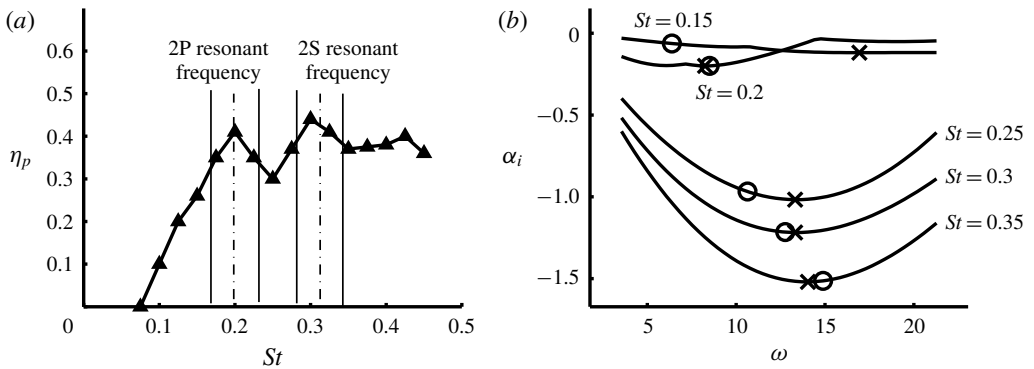 (a)
0.6
0.5
0.4
0.3
0.2
0.1
0
0.1
0.2
0.3
0.4
0.5
η_p
St
2P resonant
frequency
2S resonant
frequency
(b)
0
−0.5
−1.0
−1.5
5
10
15
20
α_i
ω
St = 0.15
St = 0.2
St = 0.25
St = 0.3
St = 0.35